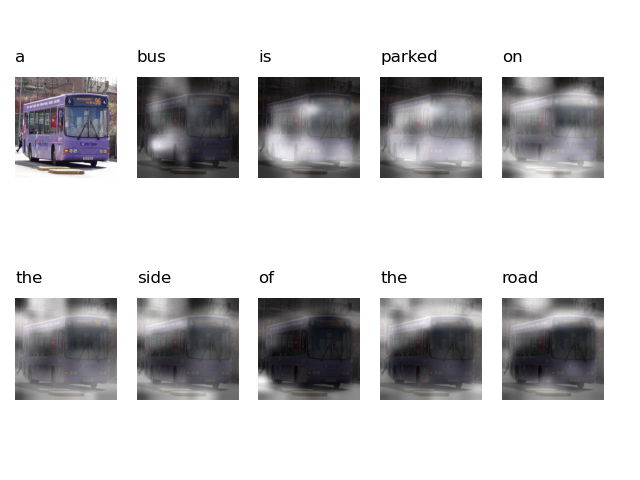 a bus is parked on
the side of the road